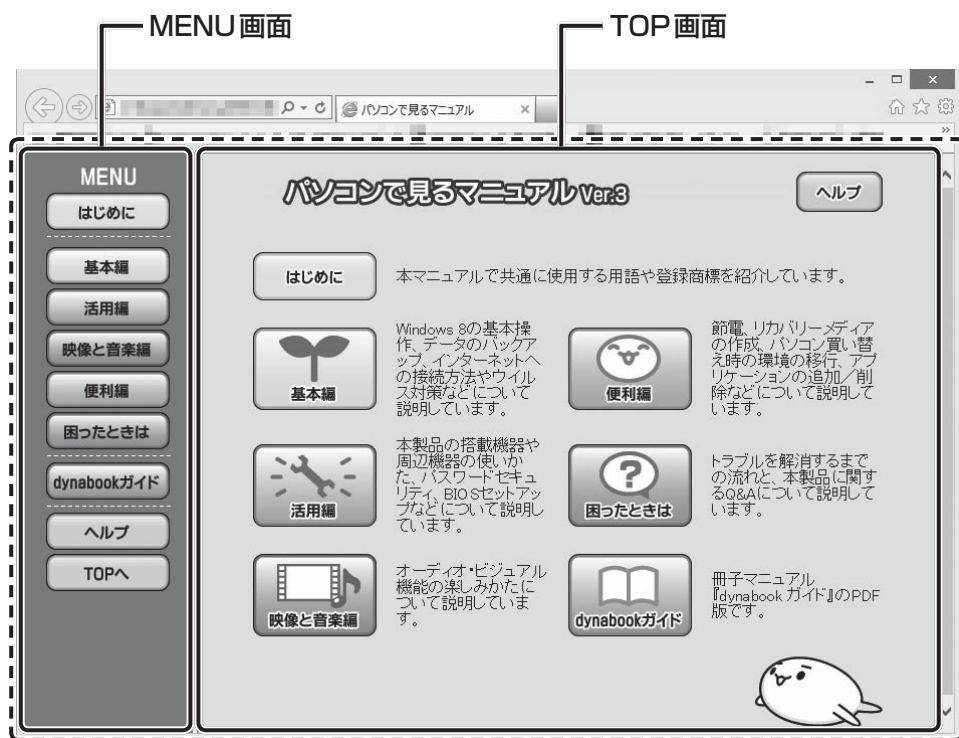 MENU画面
TOP画面
パソコンで見るマニュアル
MENU
はじめに
基本編
活用編
映像と音楽編
便利編
困ったときは
dynabookガイド
ヘルプ
TOPへ
パソコンで見るマニュアル Ver.3
ヘルプ
はじめに
本マニュアルで共通に使用する用語や登録商標を紹介しています。
基本編
Windows 8の基本操
作、データのバックア
ップ、インターネットへ
の接続方法やウイル
ス対策などについて
説明しています。
便利編
節電、リカバリーメディア
の作成、パソコン買い替
え時の環境の移行、アプ
リケーションの追加／削
除などについて説明して
います。
活用編
本製品の搭載機器や
周辺機器の使いか
た、パスワードセキュ
リティ、BIOSセットアッ
プなどについて説明し
ています。
困ったときは
トラブルを解消するまで
の流れと、本製品に関す
るQ&Aについて説明して
います。
映像と音楽編
オーディオ・ビジュアル
機能の楽しみかたに
ついて説明していま
す。
dynabookガイド
冊子マニュアル
『dynabook ガイド』のPDF
版です。